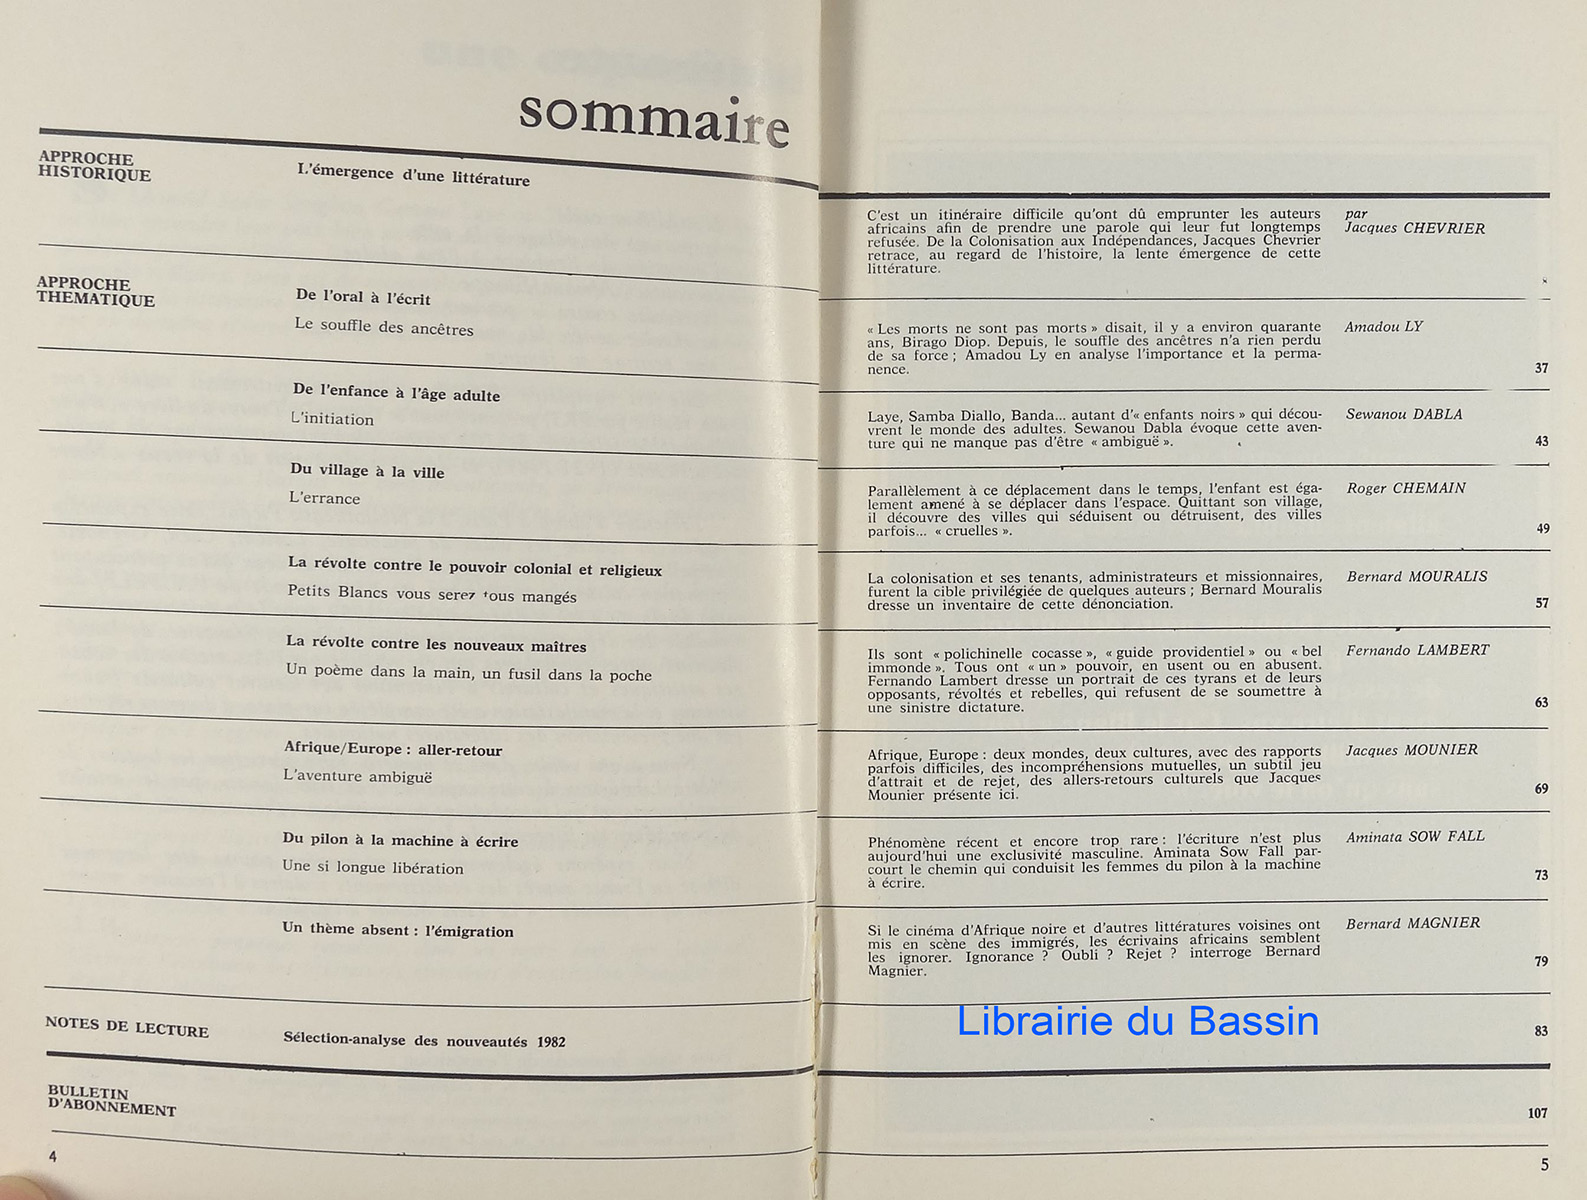 sommaire
APPROCHE
HISTORIQUE
L'émergence d'une littérature
C'est un itinéraire difficile qu'ont dû emprunter les auteurs
africains afin de prendre une parole qui leur fut longtemps
refusée. De la Colonisation aux Indépendances, Jacques Chevrier
retrace, au regard de l'histoire, la lente émergence de cette
littérature.
par
Jacques CHEVRIER
APPROCHE
THEMATIQUE
De l'oral à l'écrit
Le souffle des ancêtres
« Les morts ne sont pas morts » disait, il y a environ quarante
ans, Birago Diop. Depuis, le souffle des ancêtres n'a rien perdu
de sa force ; Amadou Ly en analyse l'importance et la perma-
nence.
Amadou LY
37
De l'enfance à l'âge adulte
L'initiation
Laye, Samba Diallo, Banda... autant d'« enfants noirs » qui décou-
vrent le monde des adultes. Sewanou Dabla évoque cette aven-
ture qui ne manque pas d'être « ambiguë ».
Sewanou DABLA
43
Du village à la ville
L'errance
Parallèlement à ce déplacement dans le temps, l'enfant est éga-
lement amené à se déplacer dans l'espace. Quittant son village,
il découvre des villes qui séduisent ou détruisent, des villes
parfois... « cruelles ».
Roger CHEMAIN
49
La révolte contre le pouvoir colonial et religieux
Petits Blancs vous serez tous mangés
La colonisation et ses tenants, administrateurs et missionnaires,
furent la cible privilégiée de quelques auteurs ; Bernard Mouralis
dresse un inventaire de cette dénonciation.
Bernard MOURALIS
57
La révolte contre les nouveaux maîtres
Un poème dans la main, un fusil dans la poche
Ils sont « polichinelle cocasse », « guide providentiel » ou « bel
immonde ». Tous ont « un » pouvoir, en usent ou en abusent.
Fernando Lambert dresse un portrait de ces tyrans et de leurs
opposants, révoltés et rebelles, qui refusent de se soumettre à
une sinistre dictature.
Fernando LAMBERT
63
Afrique/Europe : aller-retour
L'aventure ambiguë
Afrique, Europe : deux mondes, deux cultures, avec des rapports
parfois difficiles, des incompréhensions mutuelles, un subtil jeu
d'attrait et de rejet, des allers-retours culturels que Jacques
Mounier présente ici.
Jacques MOUNIER
69
Du pilon à la machine à écrire
Une si longue libération
Phénomène récent et encore trop rare : l'écriture n'est plus
aujourd'hui une exclusivité masculine. Aminata Sow Fall par-
court le chemin qui conduisit les femmes du pilon à la machine
à écrire.
Aminata SOW FALL
73
Un thème absent : l'émigration
Si le cinéma d'Afrique noire et d'autres littératures voisines ont
mis en scène des immigrés, les écrivains africains semblent
les ignorer. Ignorance ? Oubli ? Rejet ? interroge Bernard
Magnier.
Bernard MAGNIER
79
NOTES DE LECTURE
Sélection-analyse des nouveautés 1982
83
Librairie du Bassin
BULLETIN
D'ABONNEMENT
107
4
5